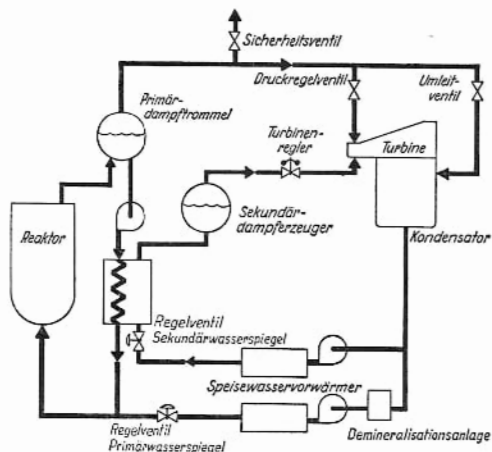 Sicherheitsventil
Druckregelventil
Umleit-
ventil
Primär-
dampftrommel
Turbinen-
regler
Turbine
Reaktor
Sekundär-
dampferzeuger
Kondensator
Regelventil
Sekundärwasserspiegel
Speisewasservorwärmer
Regelventil
Primärwasserspiegel
Demineralisationsanlage